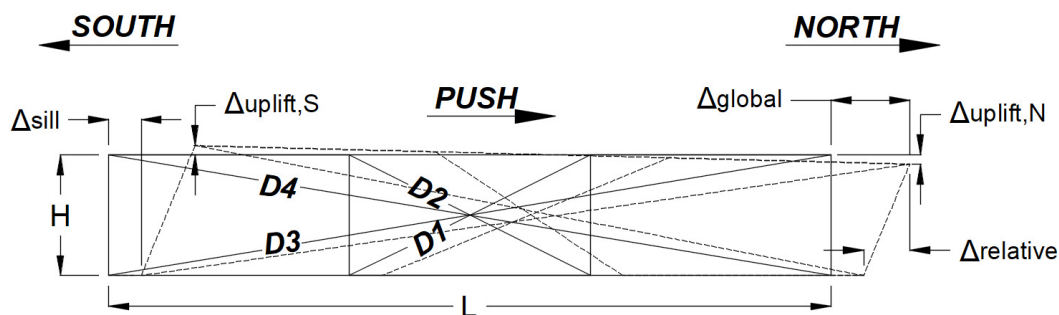 SOUTH
NORTH
PUSH
Δuplift,S
Δglobal
Δuplift,N
Δsill
D4
D2
H
D3
D1
Δrelative
L